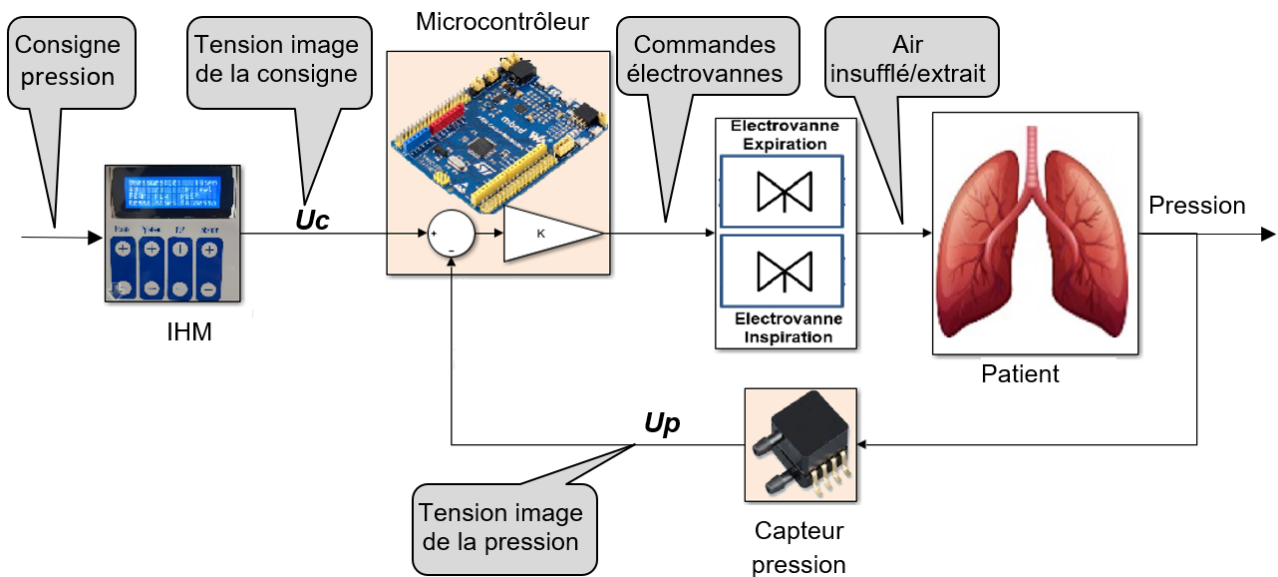 Microcontrôleur
Consigne
pression
Tension image
de la consigne
Commandes
électrovannes
Air
insufflé/extrait
Electrovanne
Expiration
Uc
+
-
K
Pression
Electrovanne
Inspiration
IHM
Patient
Up
Tension image
de la pression
Capteur
pression